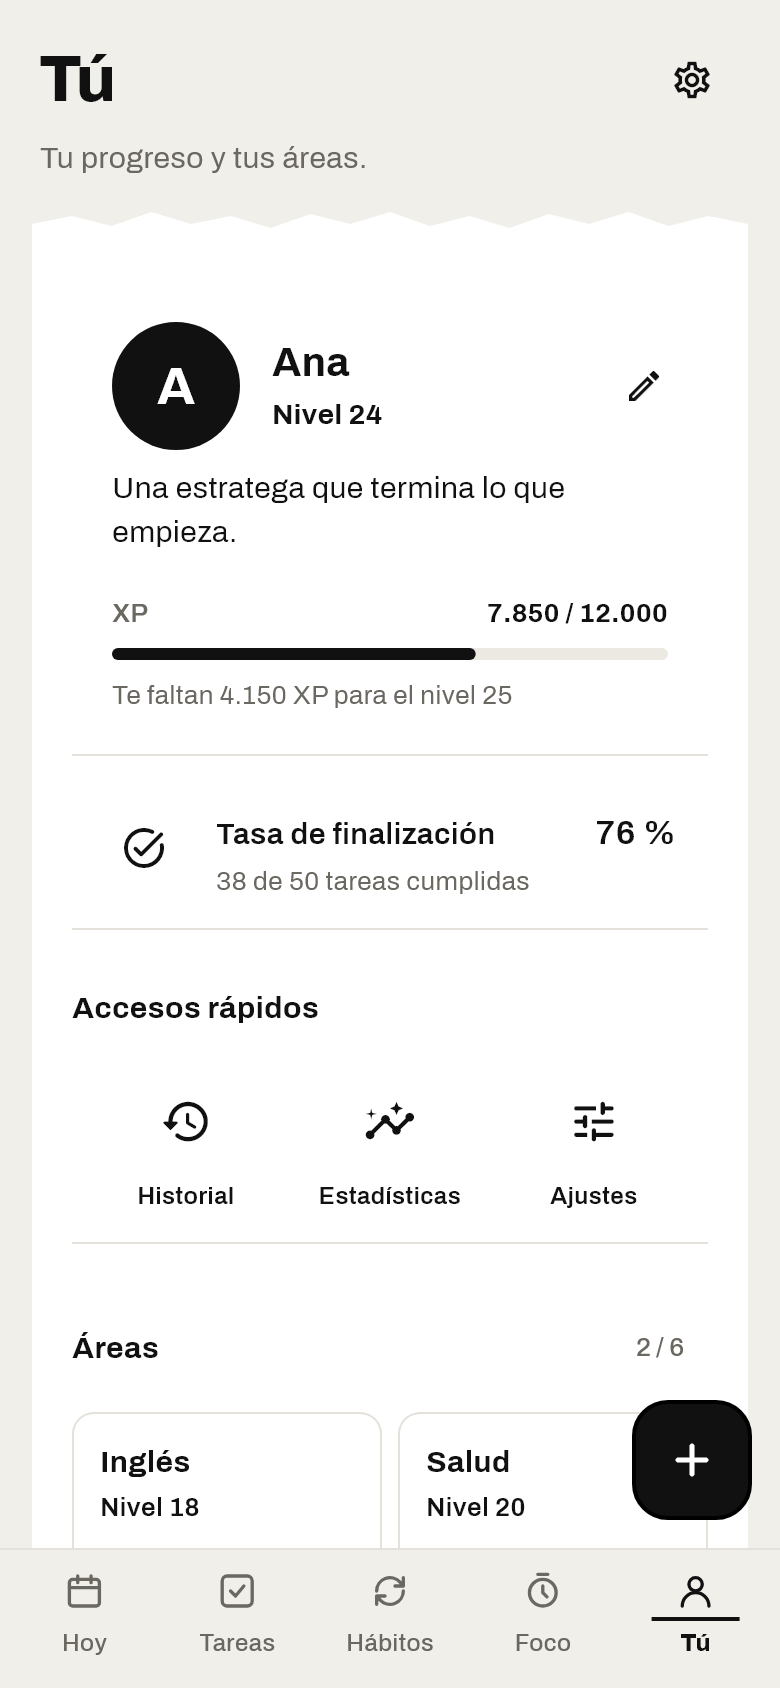 Tú
Tu progreso y tus áreas.
A
Ana
Nivel 24
Una estratega que termina lo que
empieza.
XP
7.850 / 12.000
Te faltan 4.150 XP para el nivel 25
Tasa de finalización
76 %
38 de 50 tareas cumplidas
Accesos rápidos
Historial
Estadísticas
Ajustes
Áreas
2 / 6
Inglés
Nivel 18
Salud
Nivel 20
Hoy
Tareas
Hábitos
Foco
Tú